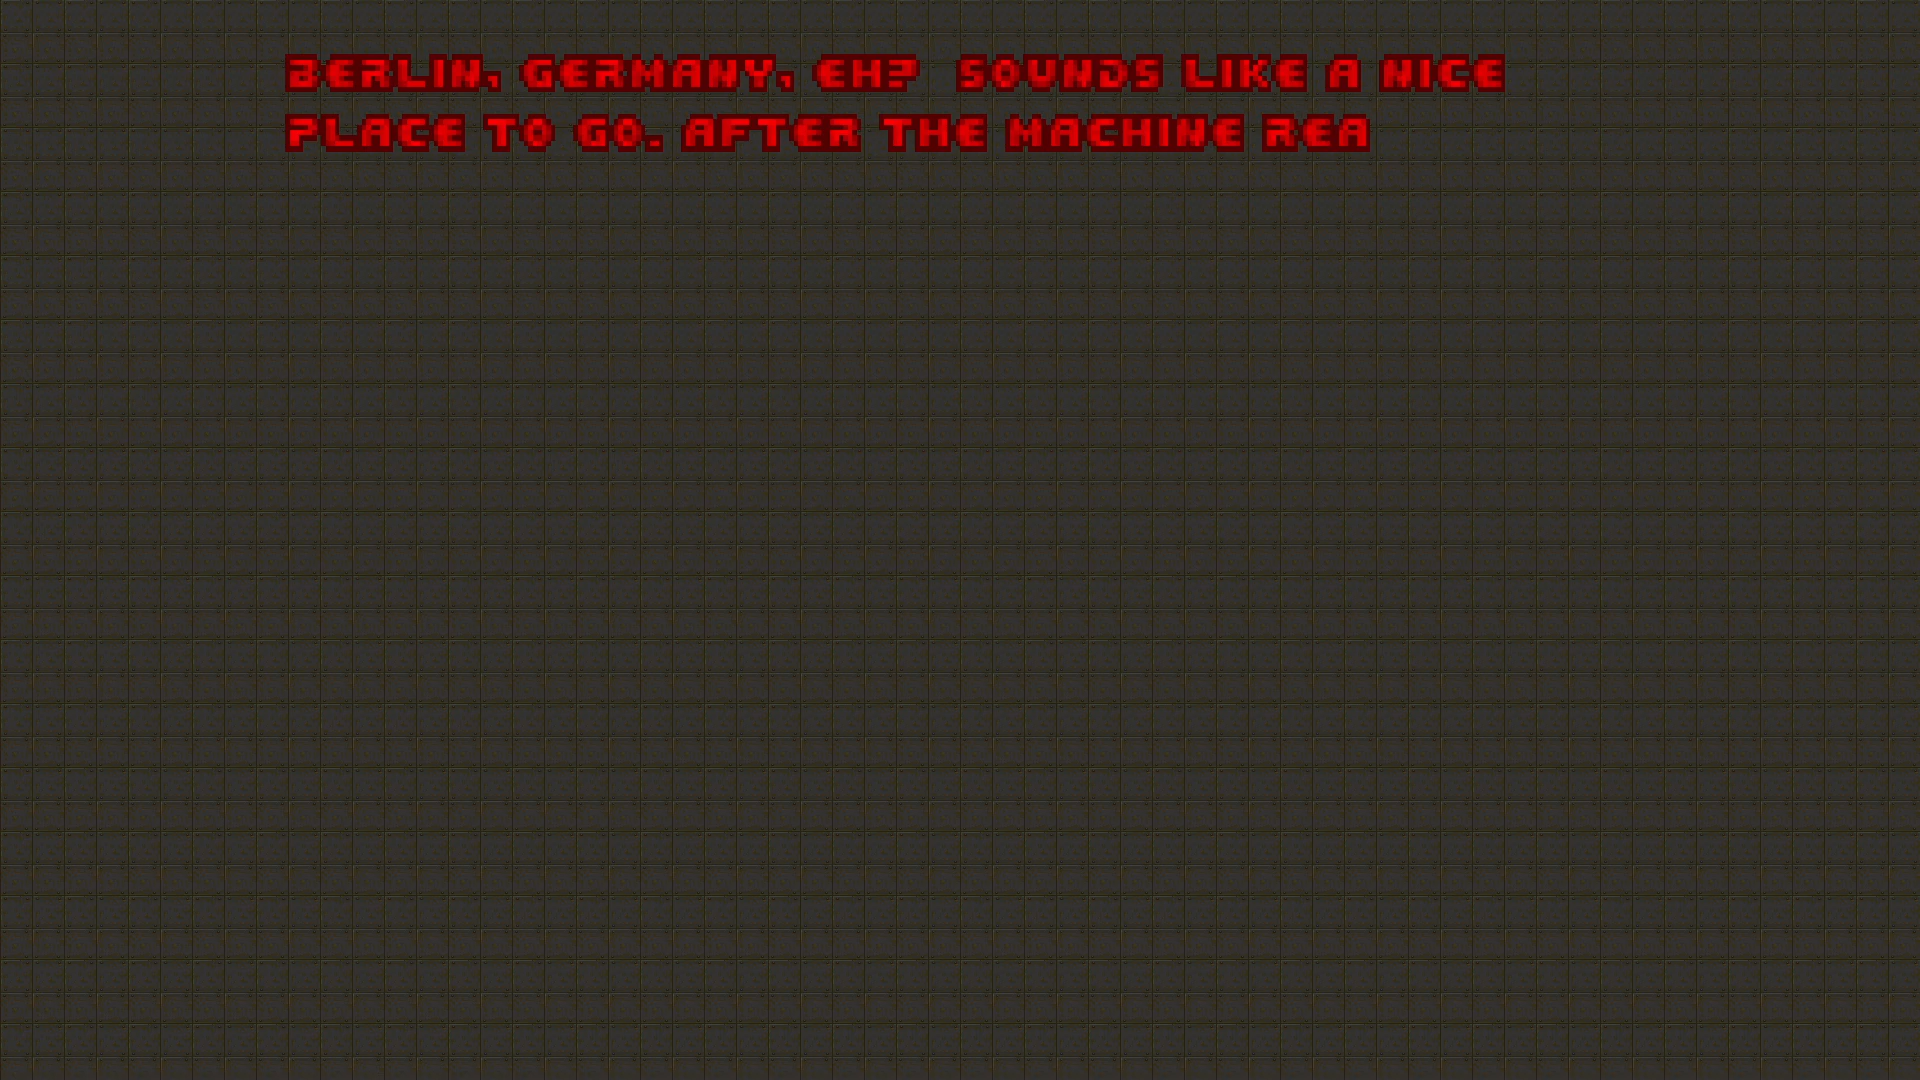 BERLIN, GERMANY, EH?  SOUNDS LIKE A NICE
PLACE TO GO. AFTER THE MACHINE REA